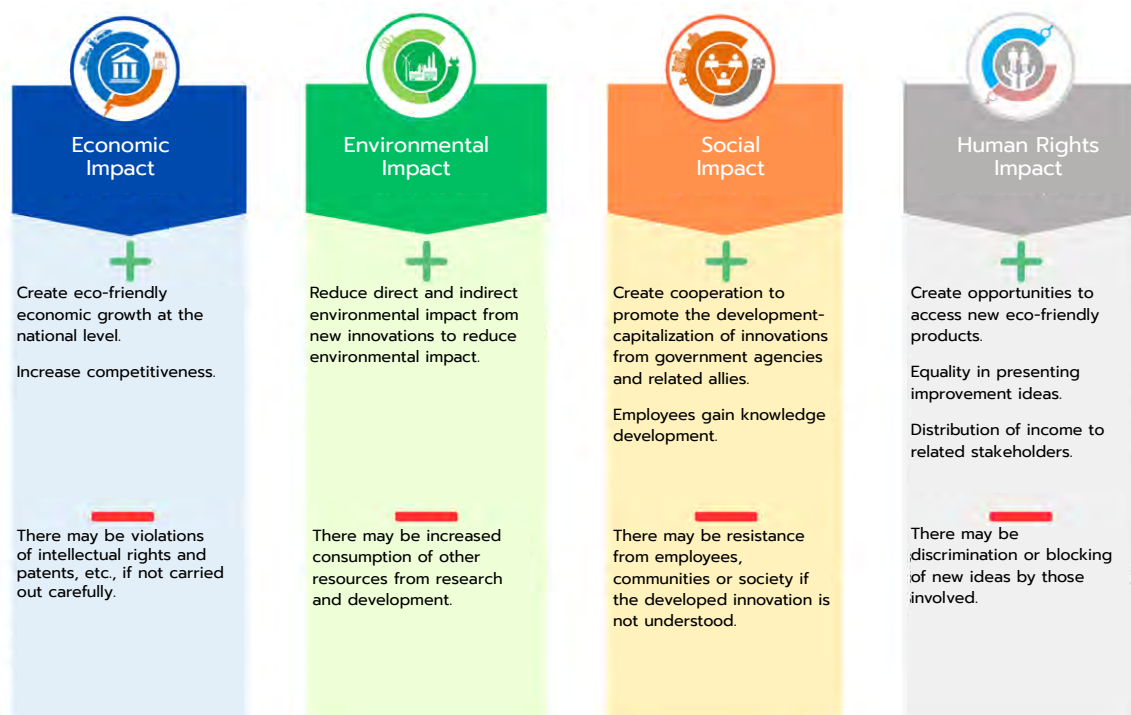 Economic
Impact
Create eco-friendly
economic growth at the
national level.
Increase competitiveness.
There may be violations
of intellectual rights and
patents, etc., if not carried
out carefully.
Environmental
Impact
Reduce direct and indirect
environmental impact from
new innovations to reduce
environmental impact.
There may be increased
consumption of other
resources from research
and development.
Social
Impact
Create cooperation to
promote the development-
capitalization of innovations
from government agencies
and related allies.
Employees gain knowledge
development.
There may be resistance
from employees,
communities or society if
the developed innovation is
not understood.
Human Rights
Impact
Create opportunities to
access new eco-friendly
products.
Equality in presenting
improvement ideas.
Distribution of income to
related stakeholders.
There may be
discrimination or blocking
of new ideas by those
involved.